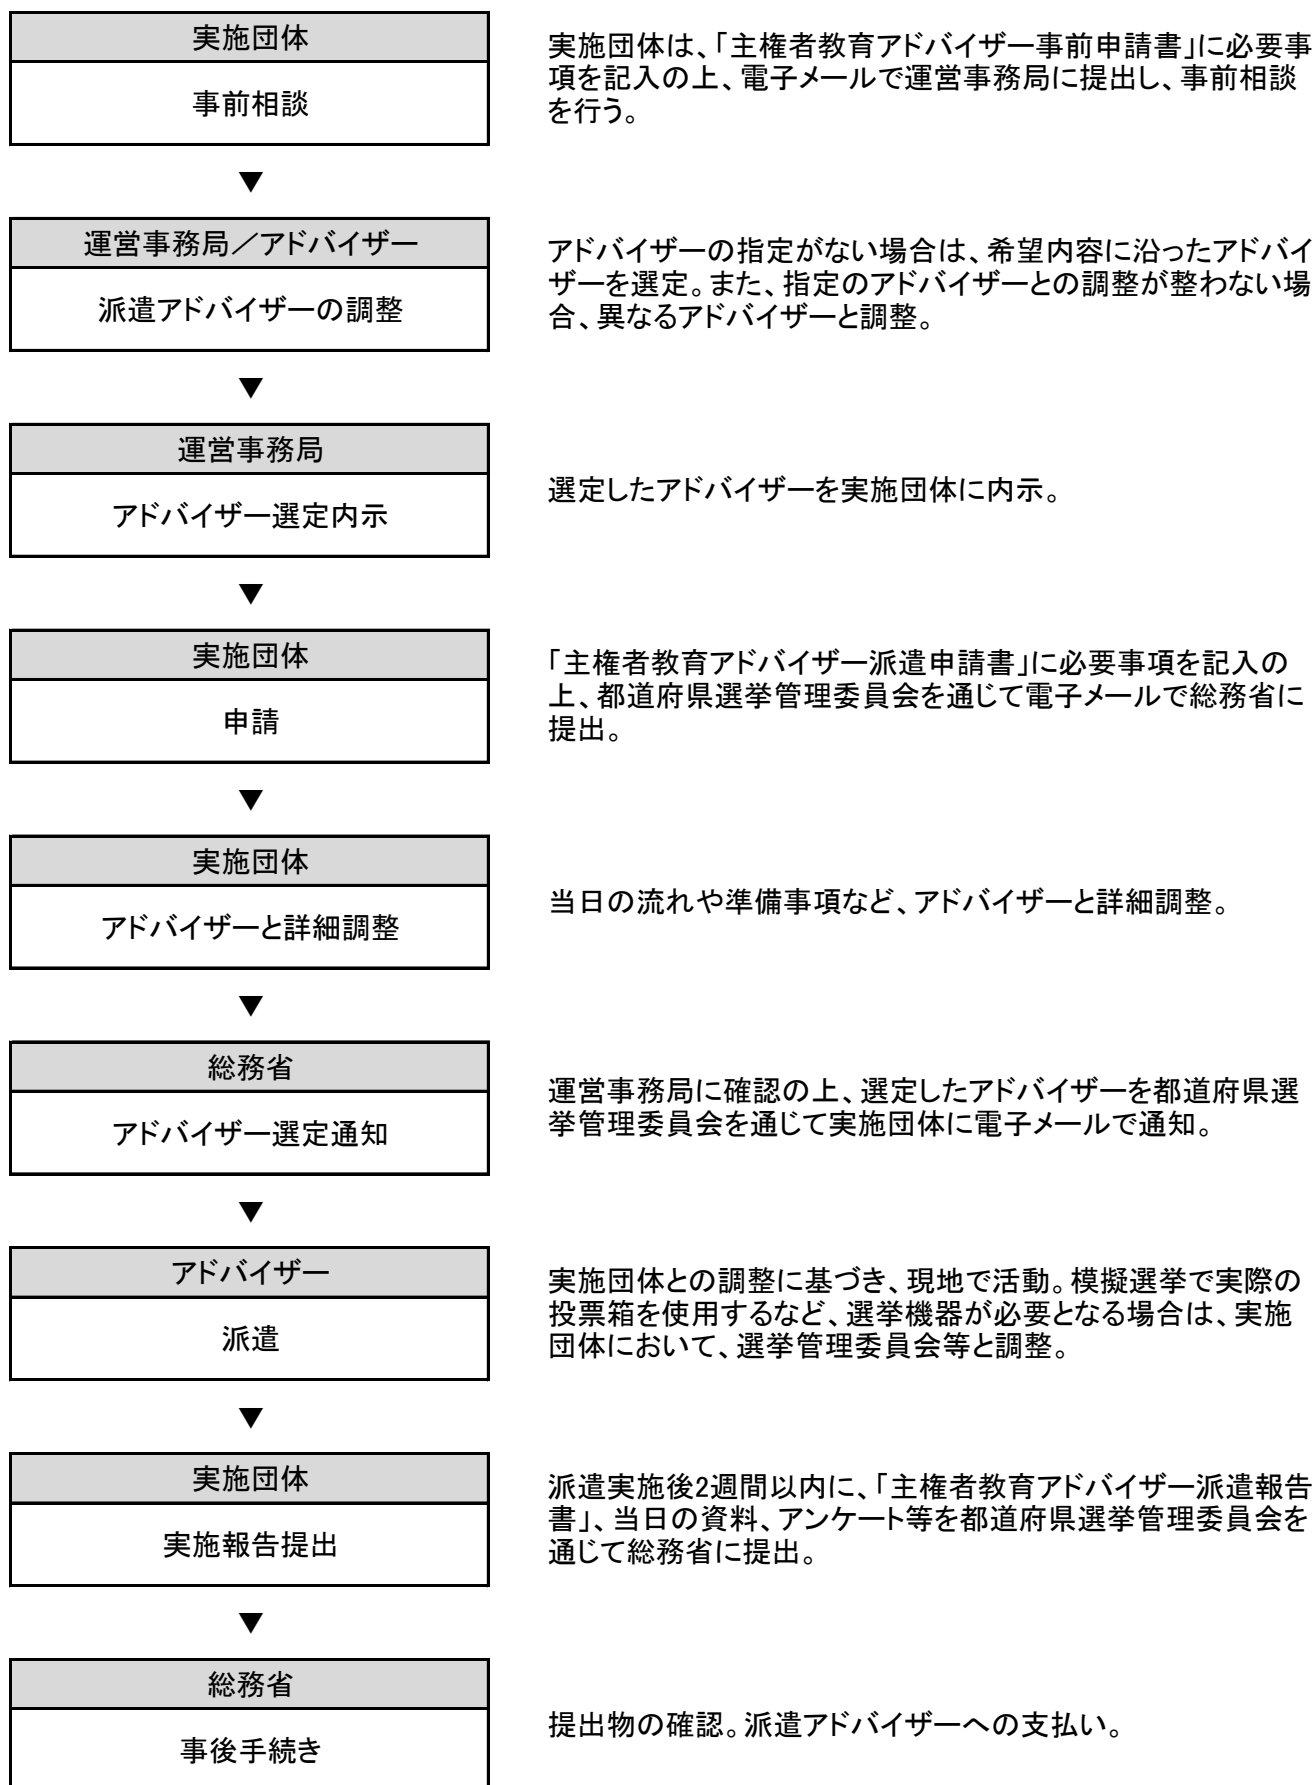 実施団体
事前相談
実施団体は、「主権者教育アドバイザー事前申請書」に必要事
項を記入の上、電子メールで運営事務局に提出し、事前相談
を行う。
▼
運営事務局／アドバイザー
派遣アドバイザーの調整
アドバイザーの指定がない場合は、希望内容に沿ったアドバイ
ザーを選定。また、指定のアドバイザーとの調整が整わない場
合、異なるアドバイザーと調整。
▼
運営事務局
アドバイザー選定内示
選定したアドバイザーを実施団体に内示。
▼
実施団体
申請
「主権者教育アドバイザー派遣申請書」に必要事項を記入の
上、都道府県選挙管理委員会を通じて電子メールで総務省に
提出。
▼
実施団体
アドバイザーと詳細調整
当日の流れや準備事項など、アドバイザーと詳細調整。
▼
総務省
アドバイザー選定通知
運営事務局に確認の上、選定したアドバイザーを都道府県選
挙管理委員会を通じて実施団体に電子メールで通知。
▼
アドバイザー
派遣
実施団体との調整に基づき、現地で活動。模擬選挙で実際の
投票箱を使用するなど、選挙機器が必要となる場合は、実施
団体において、選挙管理委員会等と調整。
▼
実施団体
実施報告提出
派遣実施後2週間以内に、「主権者教育アドバイザー派遣報告
書」、当日の資料、アンケート等を都道府県選挙管理委員会を
通じて総務省に提出。
▼
総務省
事後手続き
提出物の確認。派遣アドバイザーへの支払い。